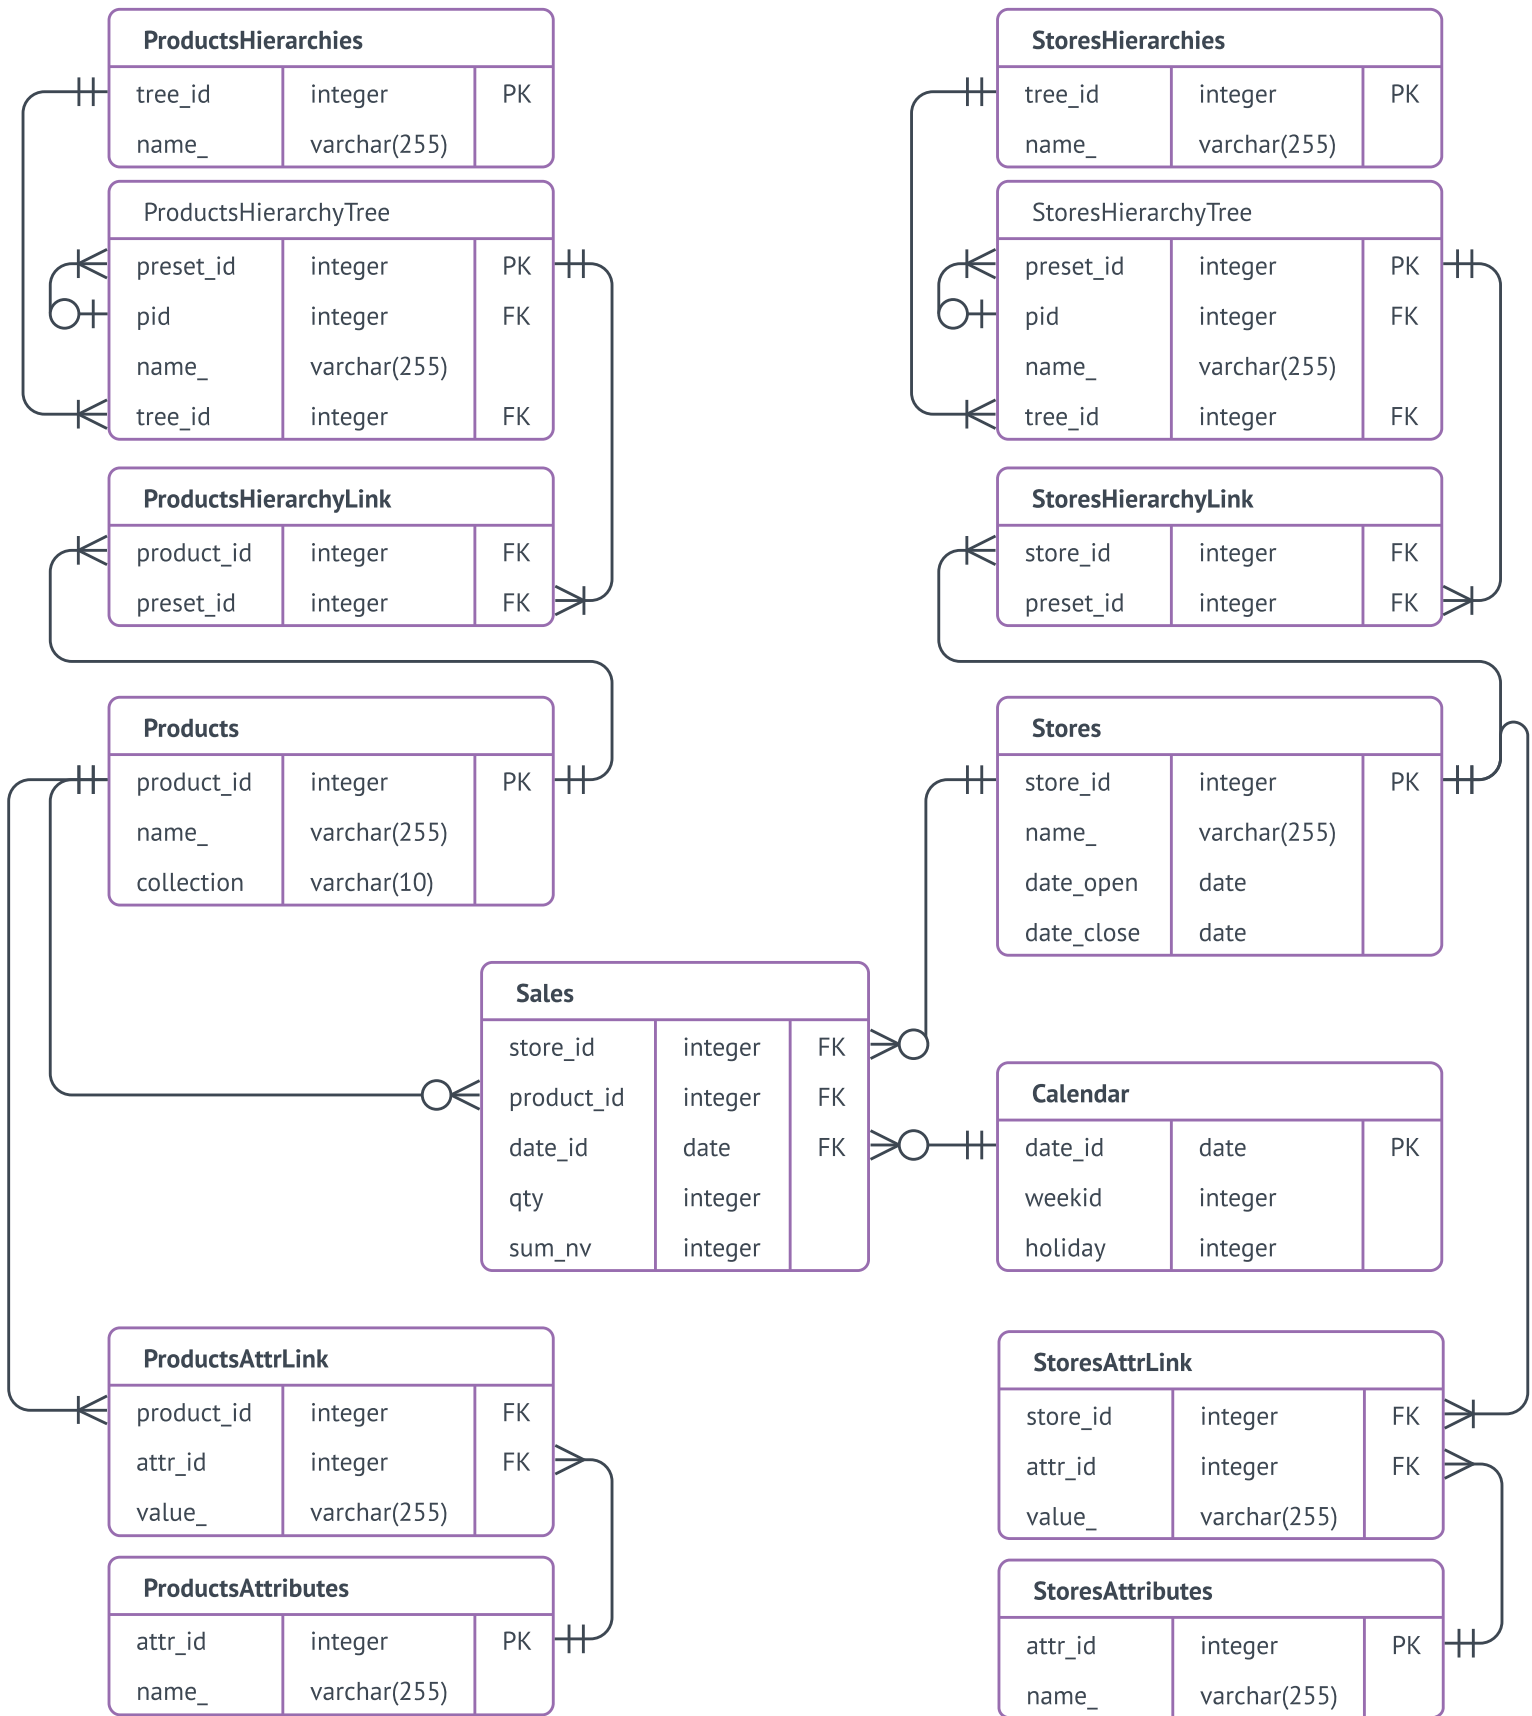 ProductsHierarchies
tree_id integer PK
name_ varchar(255)
ProductsHierarchyTree
preset_id integer PK
pid integer FK
name_ varchar(255)
tree_id integer FK
ProductsHierarchyLink
product_id integer FK
preset_id integer FK
Products
product_id integer PK
name_ varchar(255)
collection varchar(10)
StoresHierarchies
tree_id integer PK
name_ varchar(255)
StoresHierarchyTree
preset_id integer PK
pid integer FK
name_ varchar(255)
tree_id integer FK
StoresHierarchyLink
store_id integer FK
preset_id integer FK
Stores
store_id integer PK
name_ varchar(255)
date_open date
date_close date
Sales
store_id integer FK
product_id integer FK
date_id date FK
qty integer
sum_nv integer
Calendar
date_id date PK
weekid integer
holiday integer
ProductsAttrLink
product_id integer FK
attr_id integer FK
value_ varchar(255)
ProductsAttributes
attr_id integer PK
name_ varchar(255)
StoresAttrLink
store_id integer FK
attr_id integer FK
value_ varchar(255)
StoresAttributes
attr_id integer PK
name_ varchar(255)